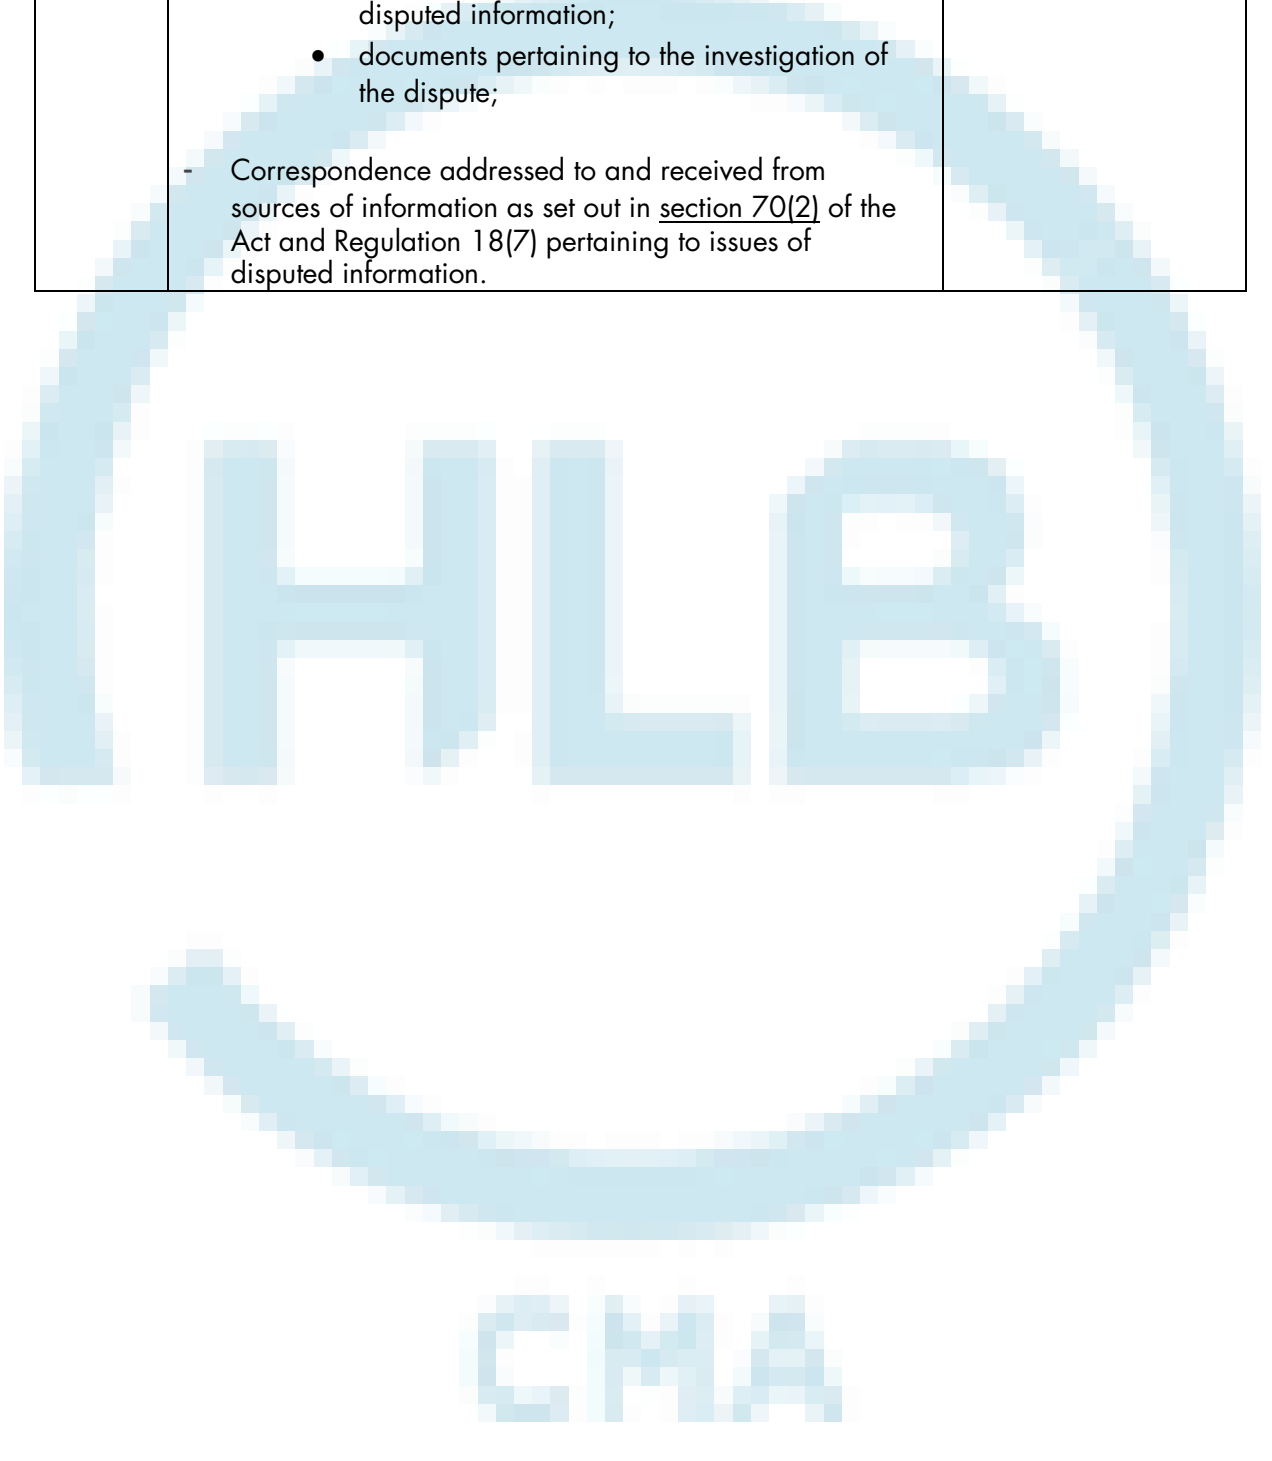 disputed information;
• documents pertaining to the investigation of
the dispute;
- Correspondence addressed to and received from
sources of information as set out in section 70(2) of the
Act and Regulation 18(7) pertaining to issues of
disputed information.
HLB
CMA